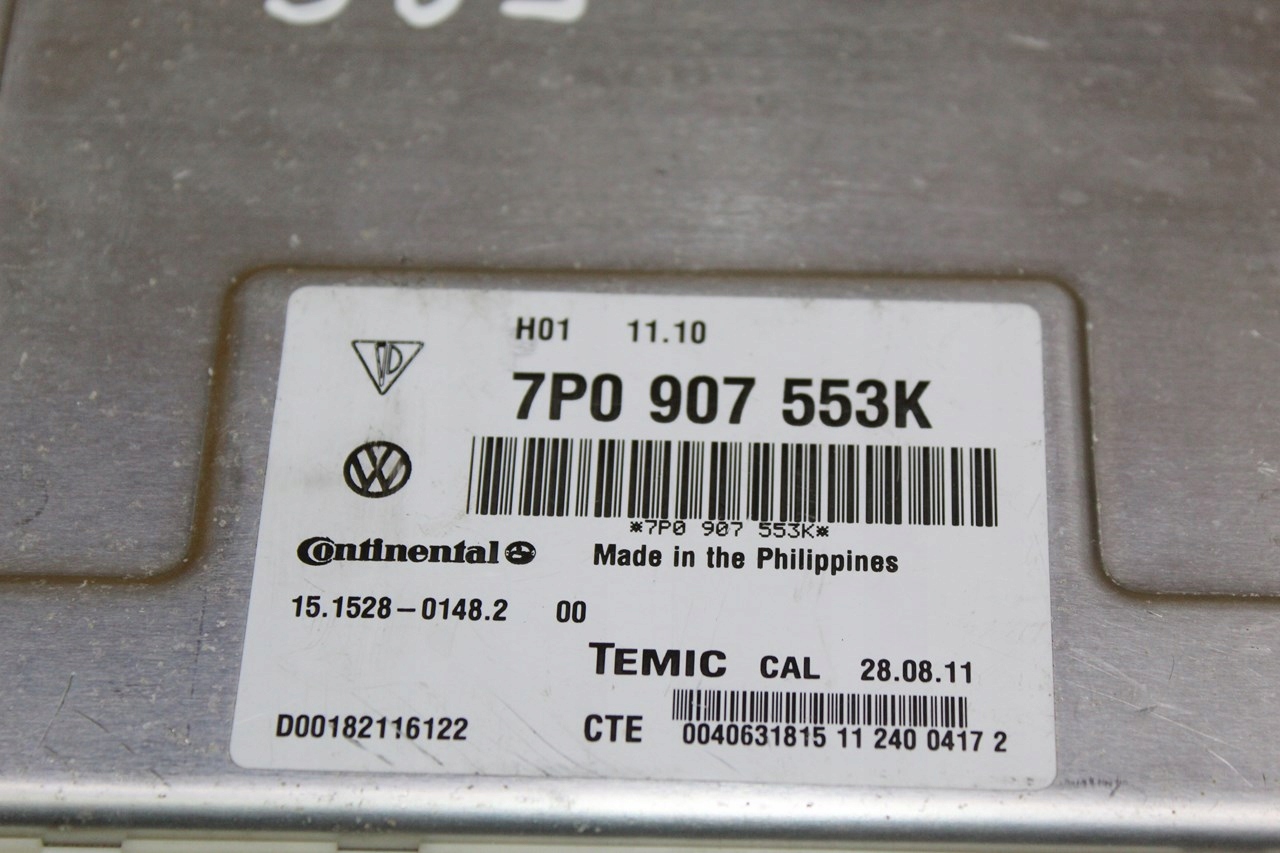 H01 11.10
7P0 907 553K
*7P0 907 553K*
Continental
Made in the Philippines
15.1528-0148.2 00
TEMIC CAL 28.08.11
D00182116122 CTE 0040631815 11 240 0417 2